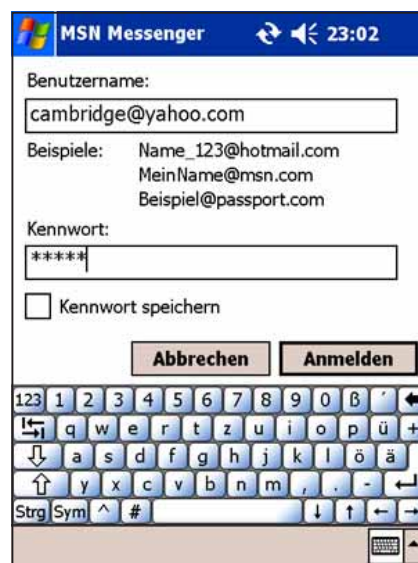 MSN Messenger 23:02
Benutzername:
cambridge@yahoo.com
Beispiele: Name_123@hotmail.com
MeinName@msn.com
Beispiel@passport.com
Kennwort:
*****
Kennwort speichern
Abbrechen Anmelden
123 1 2 3 4 5 6 7 8 9 0 ß ´
q w e r t z u i o p ü +
a s d f g h j k l ö ä
y x c v b n m , . -
Strg Sym ^ # ↓ ↑ ← →